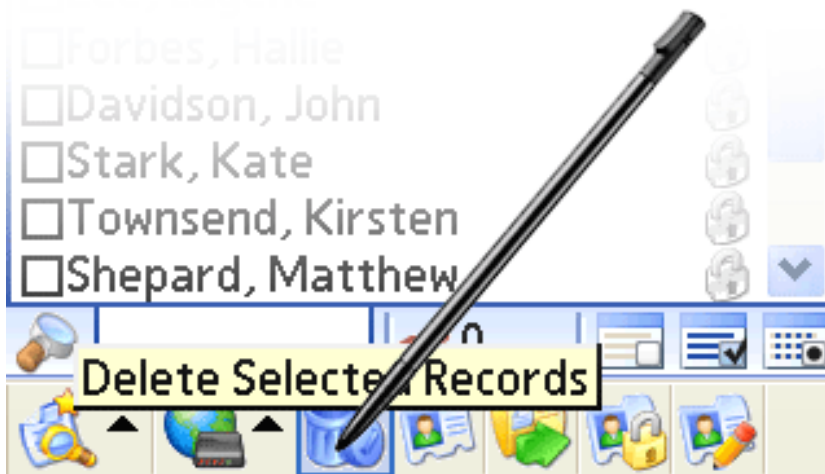 Forbes, Hallie
Davidson, John
Stark, Kate
Townsend, Kirsten
Shepard, Matthew
Delete Selected Records